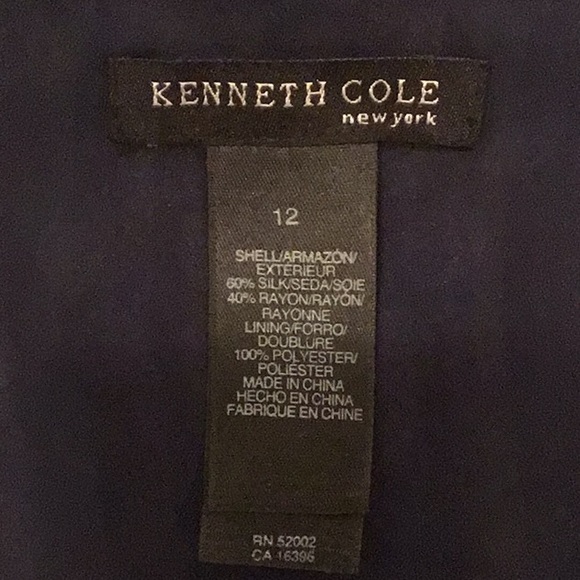 KENNETH COLE
new york
12
SHELL/ARMAZÓN/
EXTÉRIEUR
60% SILK/SEDA/SOIE
40% RAYON/RAYÓN/
RAYONNE
LINING/FORRO/
DOUBLURE
100% POLYESTER/
POLIÉSTER
MADE IN CHINA
HECHO EN CHINA
FABRIQUE EN CHINE
RN 52002
CA 16396